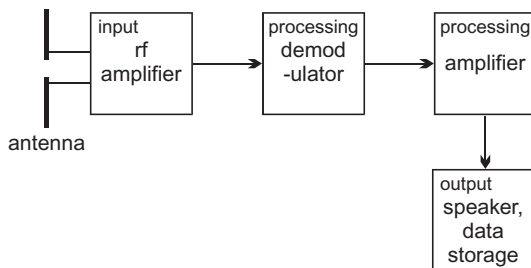 input
rf
amplifier
processing
demod
-ulator
processing
amplifier
antenna
output
speaker,
data
storage